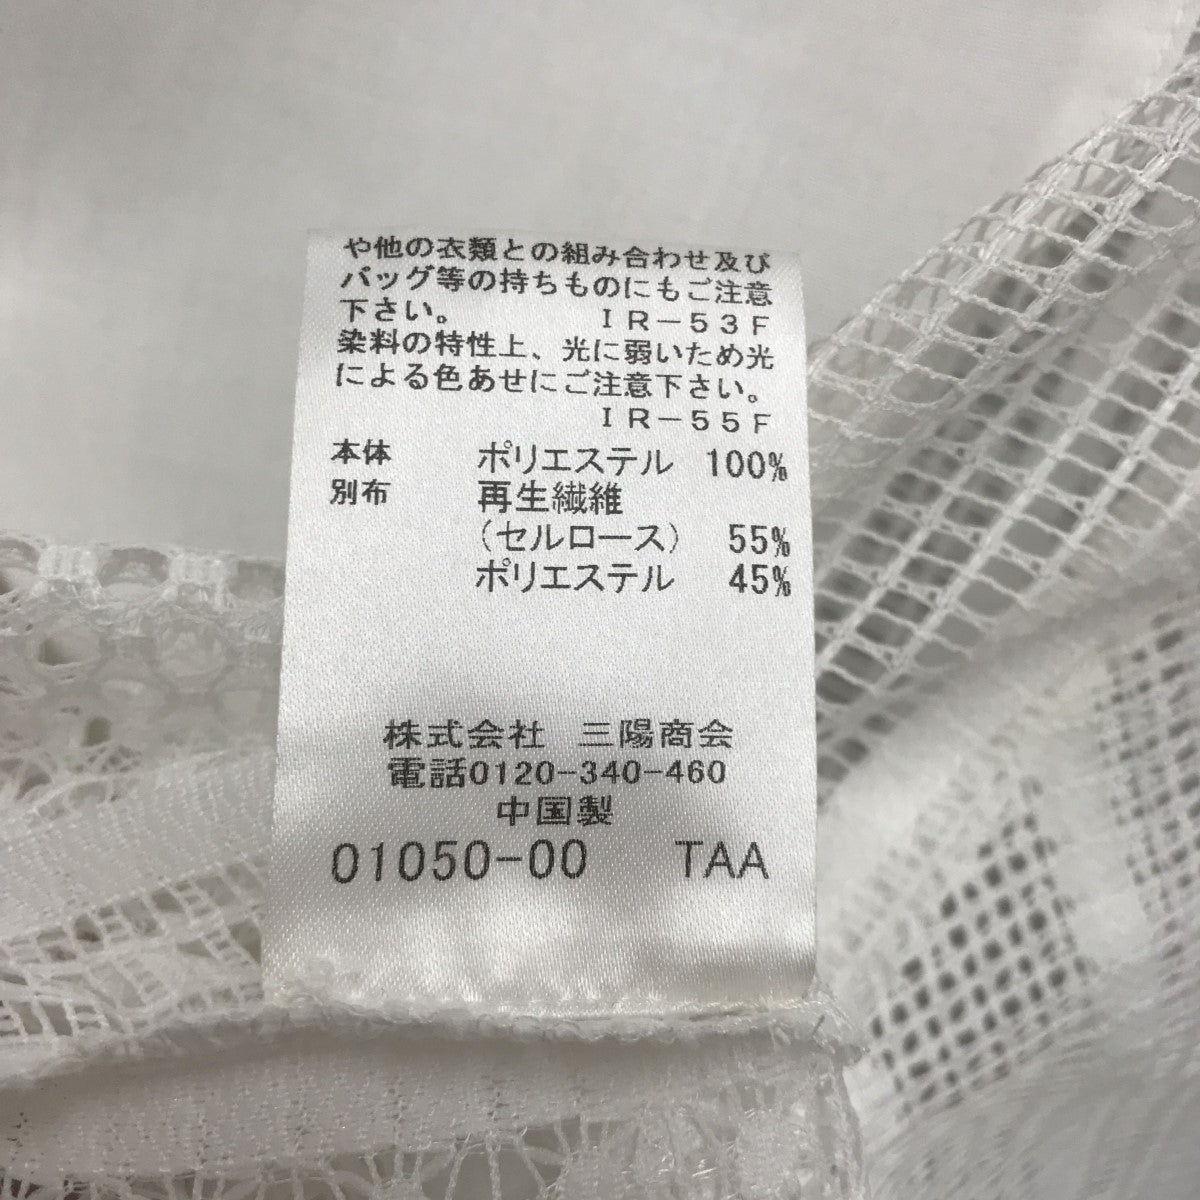 や他の衣類との組み合わせ及び
バッグ等の持ちものにもご注意
下さい。　　　ＩＲ－５３Ｆ
染料の特性上、光に弱いため光
による色あせにご注意下さい。
ＩＲ－５５Ｆ
本体　ポリエステル 100%
別布　再生繊維
（セルロース） 55%
ポリエステル 45%
株式会社　三陽商会
電話0120-340-460
中国製
01050-00　TAA